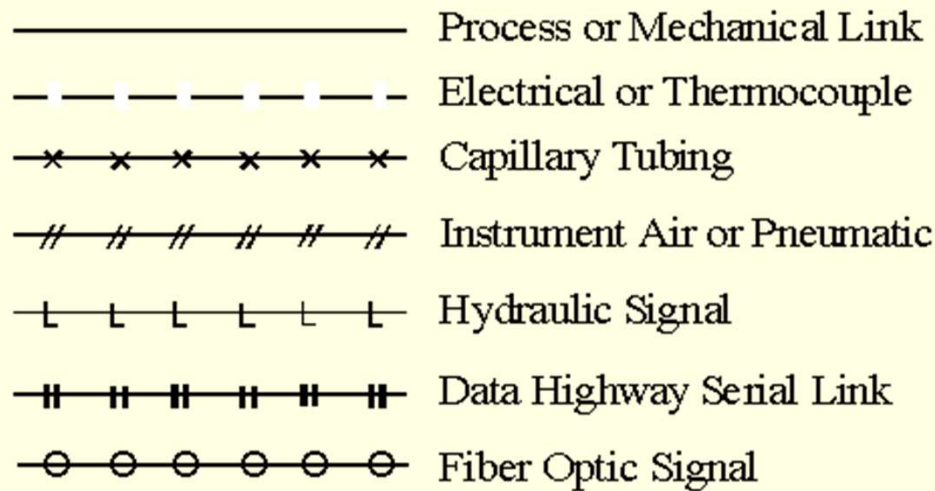 Process or Mechanical Link
Electrical or Thermocouple
Capillary Tubing
Instrument Air or Pneumatic
L L L L L L Hydraulic Signal
Data Highway Serial Link
Fiber Optic Signal